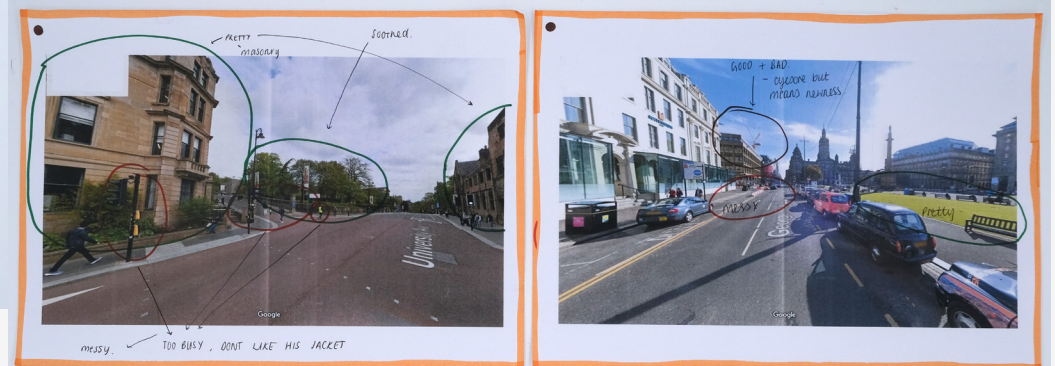 PRETTY
masonry
soothed.
University
Google
messy.
TOO BUSY, DONT LIKE HIS JACKET
GOOD + BAD.
- eyesore but
means newness
messy
pretty
Google